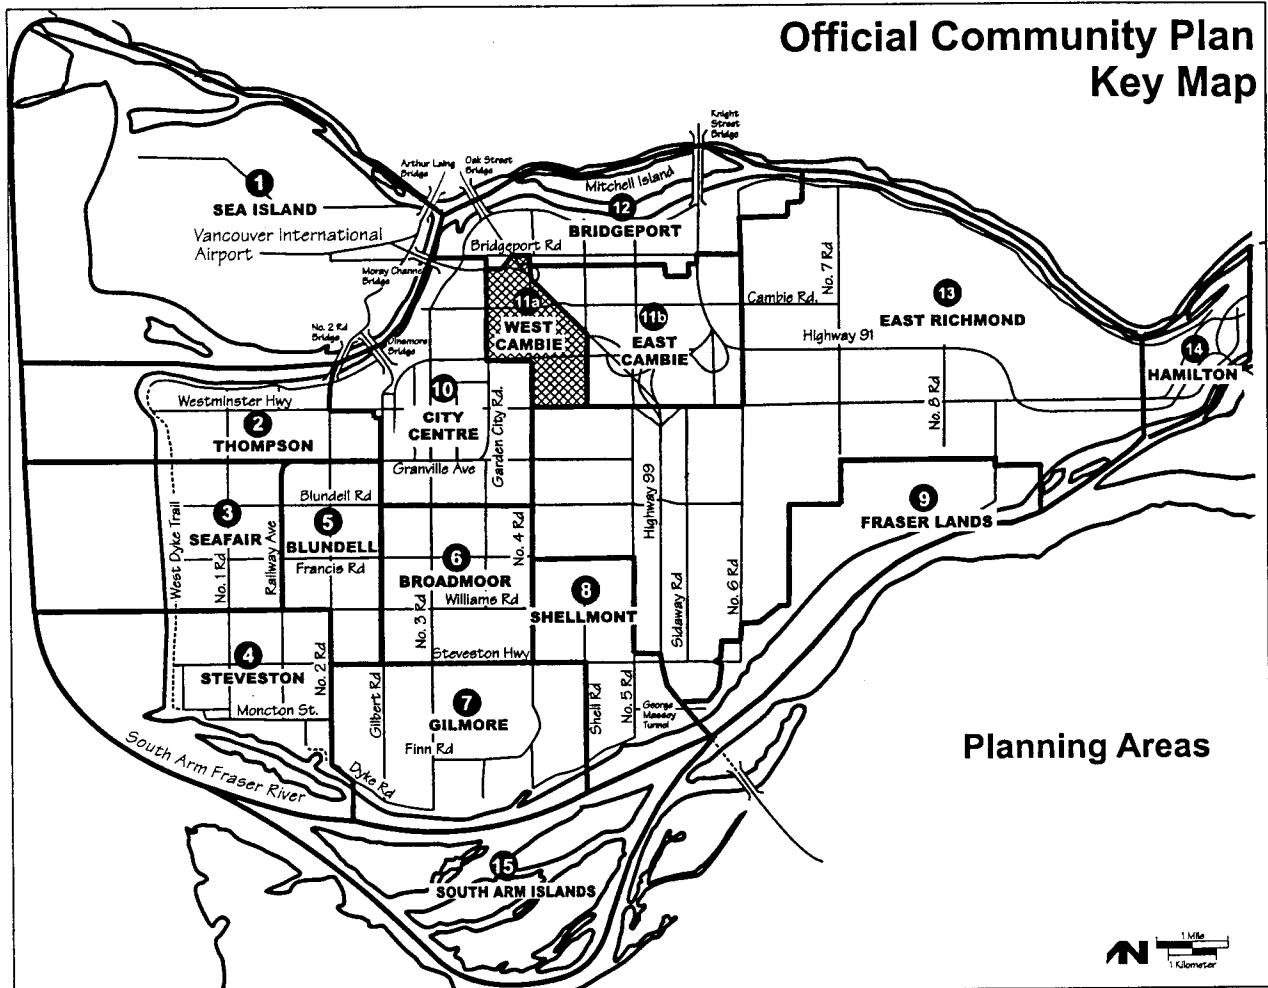 Official Community Plan
Key Map
Knight
Street
Bridge
Arthur Laing
Bridge
Oak Street
Bridge
Mitchell Island
1
SEA ISLAND
12
BRIDGEPORT
Vancouver International
Airport
Bridgeport Rd
Moray Channel
Bridge
No. 7 Rd
11a
WEST
CAMBIE
11b
EAST
CAMBIE
Cambie Rd.
13
EAST RICHMOND
No. 2 Rd
Bridge
Dinsmore
Bridge
Highway 91
14
HAMILTON
10
CITY
CENTRE
Garden City Rd.
No. 8 Rd
Westminster Hwy
2
THOMPSON
Granville Ave
Highway 99
9
FRASER LANDS
Blundell Rd
West Dyke Trail
3
SEAFAIR
No. 1 Rd
Railway Ave
5
BLUNDELL
Francis Rd
6
BROADMOOR
Williams Rd
No. 4 Rd
No. 3 Rd
8
SHELLMONT
Sidaway Rd
No. 6 Rd
4
STEVESTON
No. 2 Rd
Steveston Hwy
Moncton St.
Gilbert Rd
7
GILMORE
Finn Rd
Shell Rd
No. 5 Rd
George
Massey
Tunnel
Planning Areas
South Arm Fraser River
Dyke Rd
15
SOUTH ARM ISLANDS
N
1 Mile
1 Kilometer